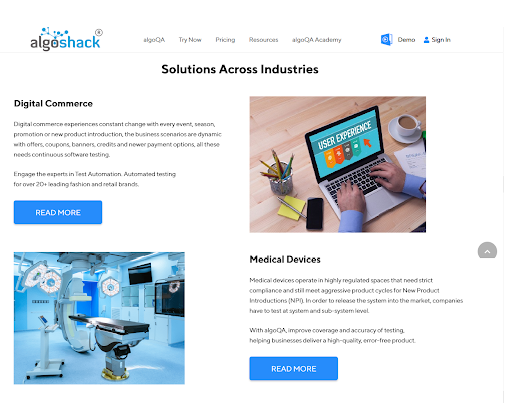 algoshack®
algoQA
Try Now
Pricing
Resources
algoQA Academy
Demo
Sign In
Solutions Across Industries
Digital Commerce
Digital commerce experiences constant change with every event, season,
promotion or new product introduction, the business scenarios are dynamic
with offers, coupons, banners, credits and newer payment options, all these
needs continuous software testing.
Engage the experts in Test Automation. Automated testing
for over 20+ leading fashion and retail brands.
READ MORE
USER EXPERIENCE
Medical Devices
Medical devices operate in highly regulated spaces that need strict
compliance and still meet aggressive product cycles for New Product
Introductions (NPI). In order to release the system into the market, companies
have to test at system and sub-system level.
With algoQA, improve coverage and accuracy of testing,
helping businesses deliver a high-quality, error-free product.
READ MORE